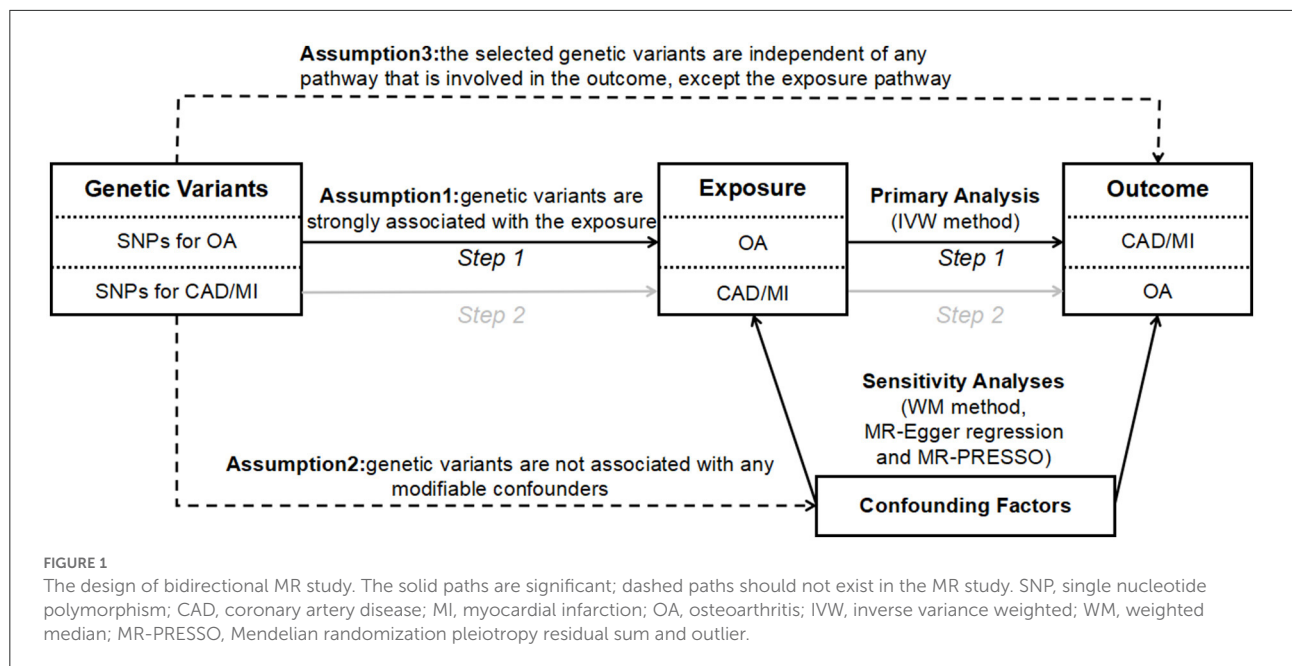 Assumption3:the selected genetic variants are independent of any
pathway that is involved in the outcome, except the exposure pathway
Genetic Variants
SNPs for OA
SNPs for CAD/MI
Assumption1:genetic variants are
strongly associated with the exposure
Step 1
Step 2
Exposure
OA
CAD/MI
Primary Analysis
(IVW method)
Step 1
Step 2
Outcome
CAD/MI
OA
Sensitivity Analyses
(WM method,
MR-Egger regression
and MR-PRESSO)
Assumption2:genetic variants are not associated with any
modifiable confounders
Confounding Factors
FIGURE 1
The design of bidirectional MR study. The solid paths are significant; dashed paths should not exist in the MR study. SNP, single nucleotide
polymorphism; CAD, coronary artery disease; MI, myocardial infarction; OA, osteoarthritis; IVW, inverse variance weighted; WM, weighted
median; MR-PRESSO, Mendelian randomization pleiotropy residual sum and outlier.